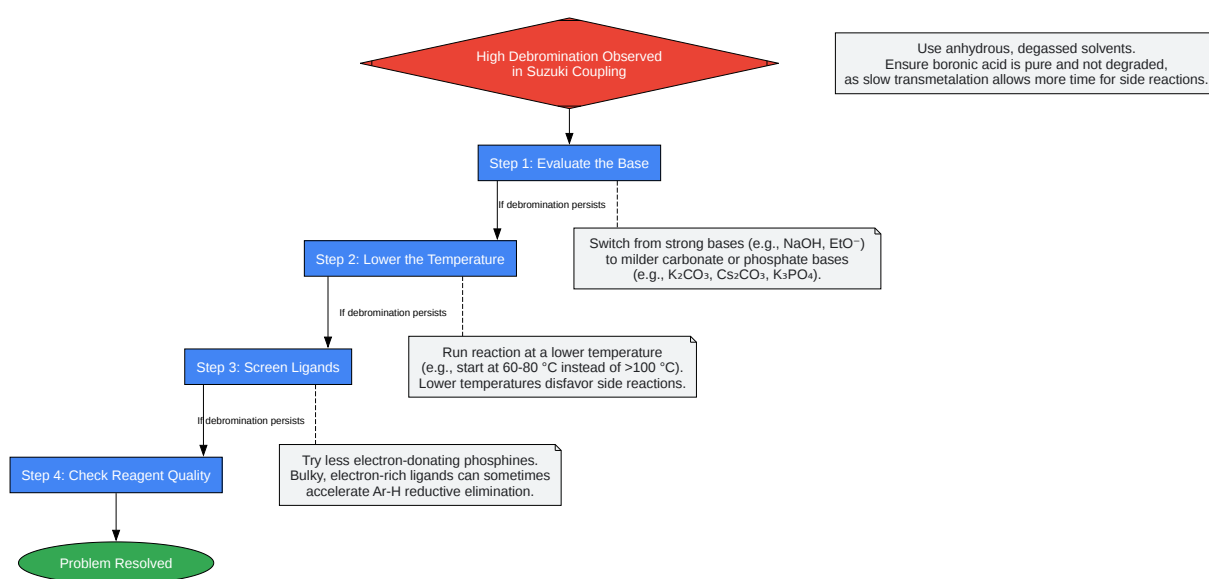 High Debromination Observed
in Suzuki Coupling
Use anhydrous, degassed solvents.
Ensure boronic acid is pure and not degraded,
as slow transmetalation allows more time for side reactions.
Step 1: Evaluate the Base
If debromination persists
Switch from strong bases (e.g., NaOH, EtO⁻)
to milder carbonate or phosphate bases
(e.g., K₂CO₃, Cs₂CO₃, K₃PO₄).
Step 2: Lower the Temperature
If debromination persists
Run reaction at a lower temperature
(e.g., start at 60-80 °C instead of >100 °C).
Lower temperatures disfavor side reactions.
Step 3: Screen Ligands
If debromination persists
Try less electron-donating phosphines.
Bulky, electron-rich ligands can sometimes
accelerate Ar-H reductive elimination.
Step 4: Check Reagent Quality
Problem Resolved